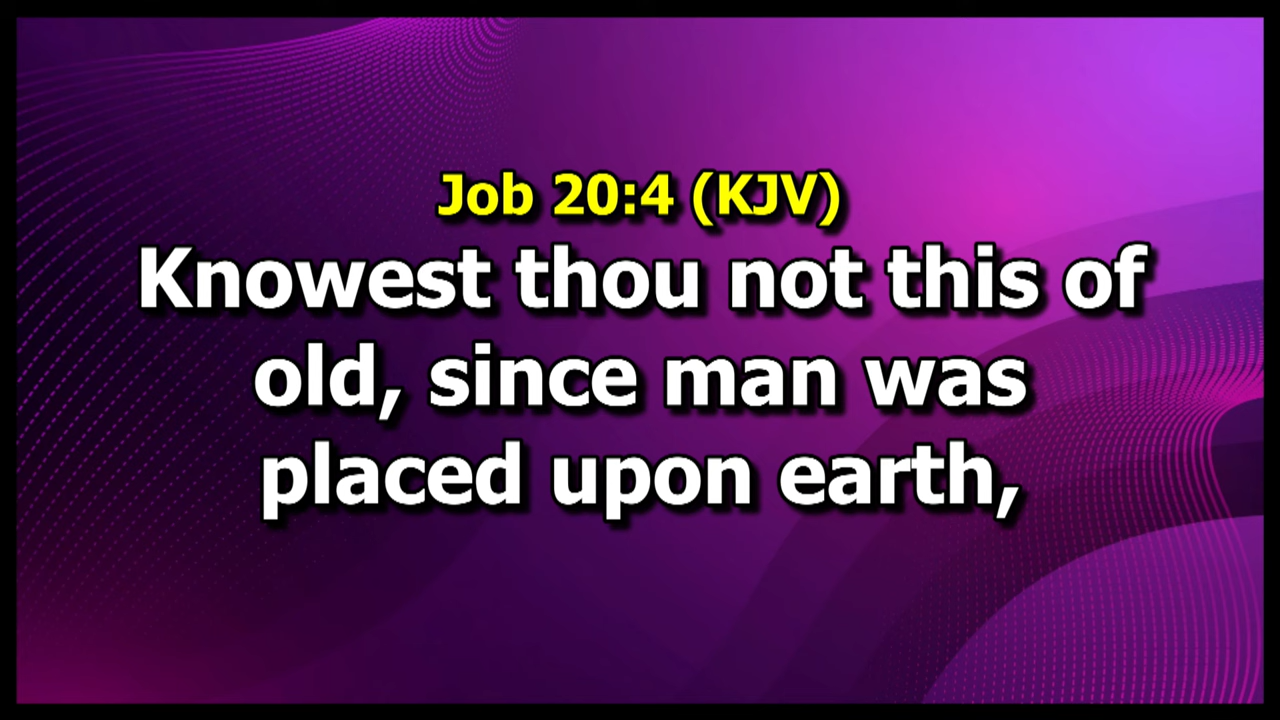 Job 20:4 (KJV)
Knowest thou not this of
old, since man was
placed upon earth,